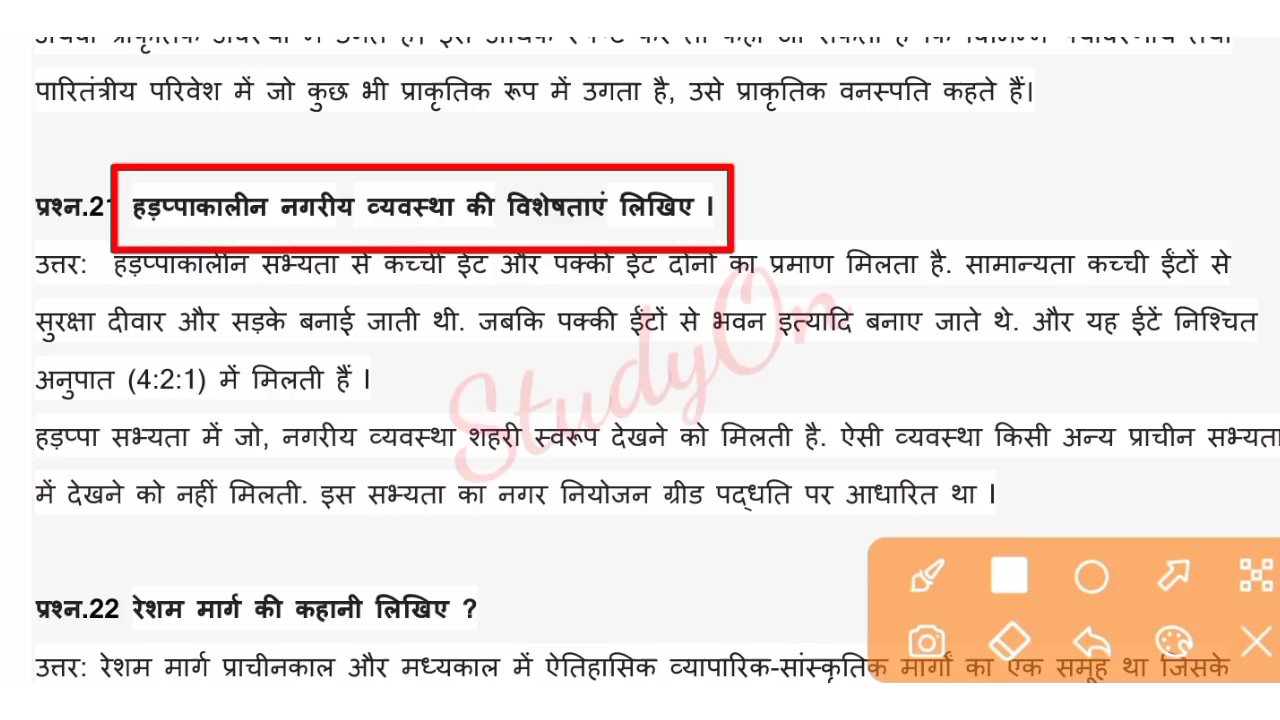 पारितंत्रीय परिवेश में जो कुछ भी प्राकृतिक रूप में उगता है, उसे प्राकृतिक वनस्पति कहते हैं।
प्रश्न.21 हड़प्पाकालीन नगरीय व्यवस्था की विशेषताएं लिखिए ।
उत्तर: हड़प्पाकालीन सभ्यता से कच्ची ईंट और पक्की ईंट दोनों का प्रमाण मिलता है. सामान्यता कच्ची ईंटों से
सुरक्षा दीवार और सड़के बनाई जाती थी. जबकि पक्की ईंटों से भवन इत्यादि बनाए जाते थे. और यह ईटें निश्चित
अनुपात (4:2:1) में मिलती हैं ।
हड़प्पा सभ्यता में जो, नगरीय व्यवस्था शहरी स्वरूप देखने को मिलती है. ऐसी व्यवस्था किसी अन्य प्राचीन सभ्यता
में देखने को नहीं मिलती. इस सभ्यता का नगर नियोजन ग्रीड पद्धति पर आधारित था ।
StudyOn
प्रश्न.22 रेशम मार्ग की कहानी लिखिए ?
उत्तर: रेशम मार्ग प्राचीनकाल और मध्यकाल में ऐतिहासिक व्यापारिक-सांस्कृतिक मार्गों का एक समूह था जिसके